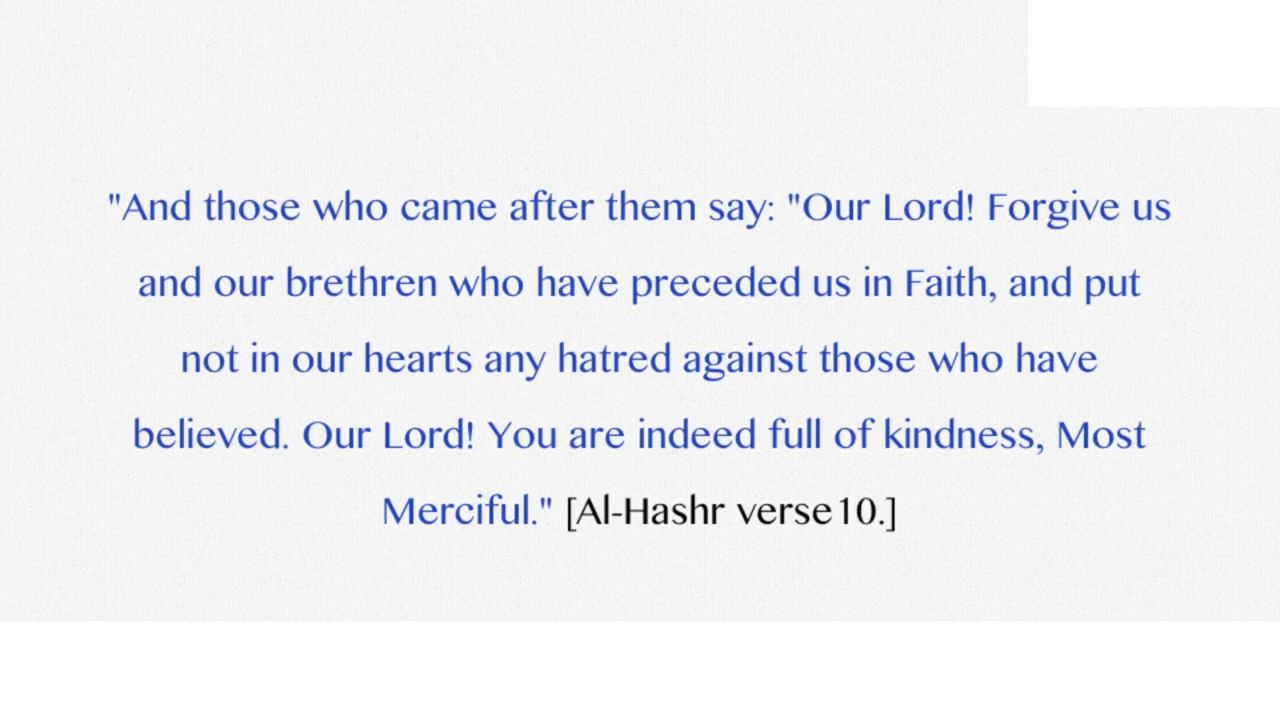 "And those who came after them say: "Our Lord! Forgive us
and our brethren who have preceded us in Faith, and put
not in our hearts any hatred against those who have
believed. Our Lord! You are indeed full of kindness, Most
Merciful." [Al-Hashr verse10.]